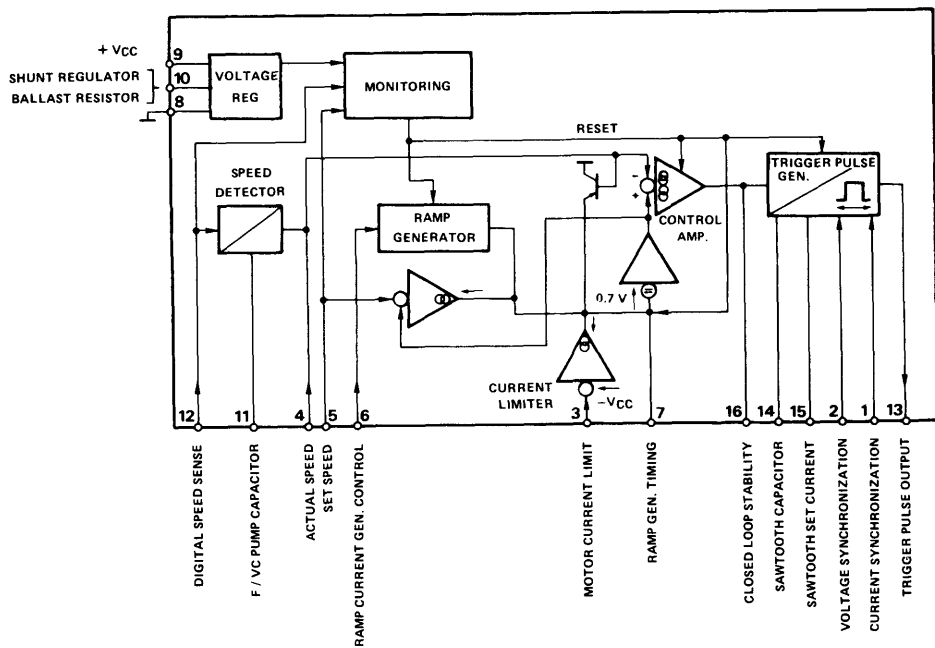 + VCC
9
SHUNT REGULATOR
10
BALLAST RESISTOR
8
VOLTAGE
REG
MONITORING
RESET
SPEED
DETECTOR
RAMP
GENERATOR
-
+
CONTROL
AMP.
TRIGGER PULSE
GEN.
0.7 V
=
CURRENT
LIMITER
-VCC
12
11
4
5
6
3
7
16
14
15
2
1
13
DIGITAL SPEED SENSE
F / VC PUMP CAPACITOR
ACTUAL SPEED
SET SPEED
RAMP CURRENT GEN. CONTROL
MOTOR CURRENT LIMIT
RAMP GEN. TIMING
CLOSED LOOP STABILITY
SAWTOOTH CAPACITOR
SAWTOOTH SET CURRENT
VOLTAGE SYNCHRONIZATION
CURRENT SYNCHRONIZATION
TRIGGER PULSE OUTPUT